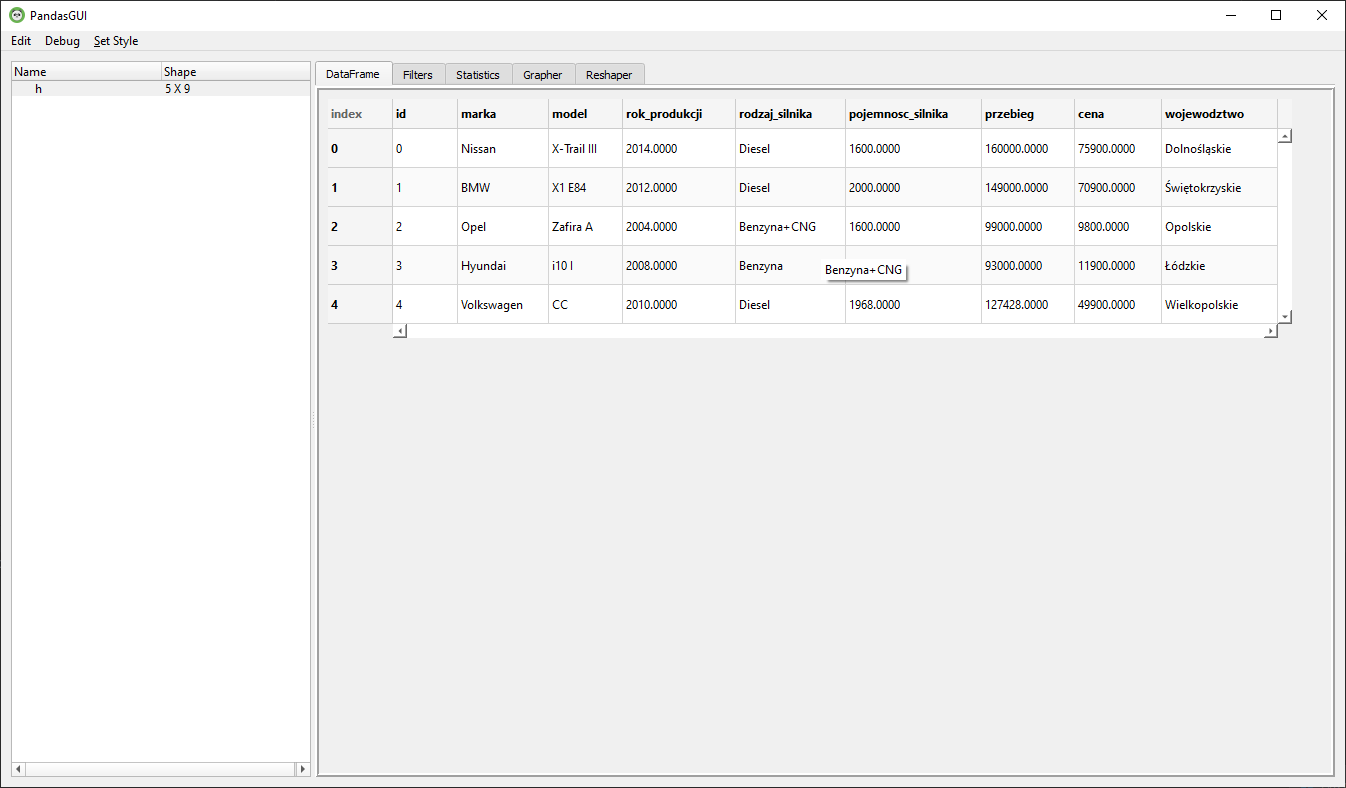 PandasGUI
Edit Debug Set Style
Name Shape
h 5 X 9
DataFrame Filters Statistics Grapher Reshaper
index id marka model rok_produkcji rodzaj_silnika pojemnosc_silnika przebieg cena wojewodztwo
0 0 Nissan X-Trail III 2014.0000 Diesel 1600.0000 160000.0000 75900.0000 Dolnośląskie
1 1 BMW X1 E84 2012.0000 Diesel 2000.0000 149000.0000 70900.0000 Świętokrzyskie
2 2 Opel Zafira A 2004.0000 Benzyna+CNG 1600.0000 99000.0000 9800.0000 Opolskie
3 3 Hyundai i10 I 2008.0000 Benzyna 93000.0000 11900.0000 Łódzkie
Benzyna+CNG
4 4 Volkswagen CC 2010.0000 Diesel 1968.0000 127428.0000 49900.0000 Wielkopolskie